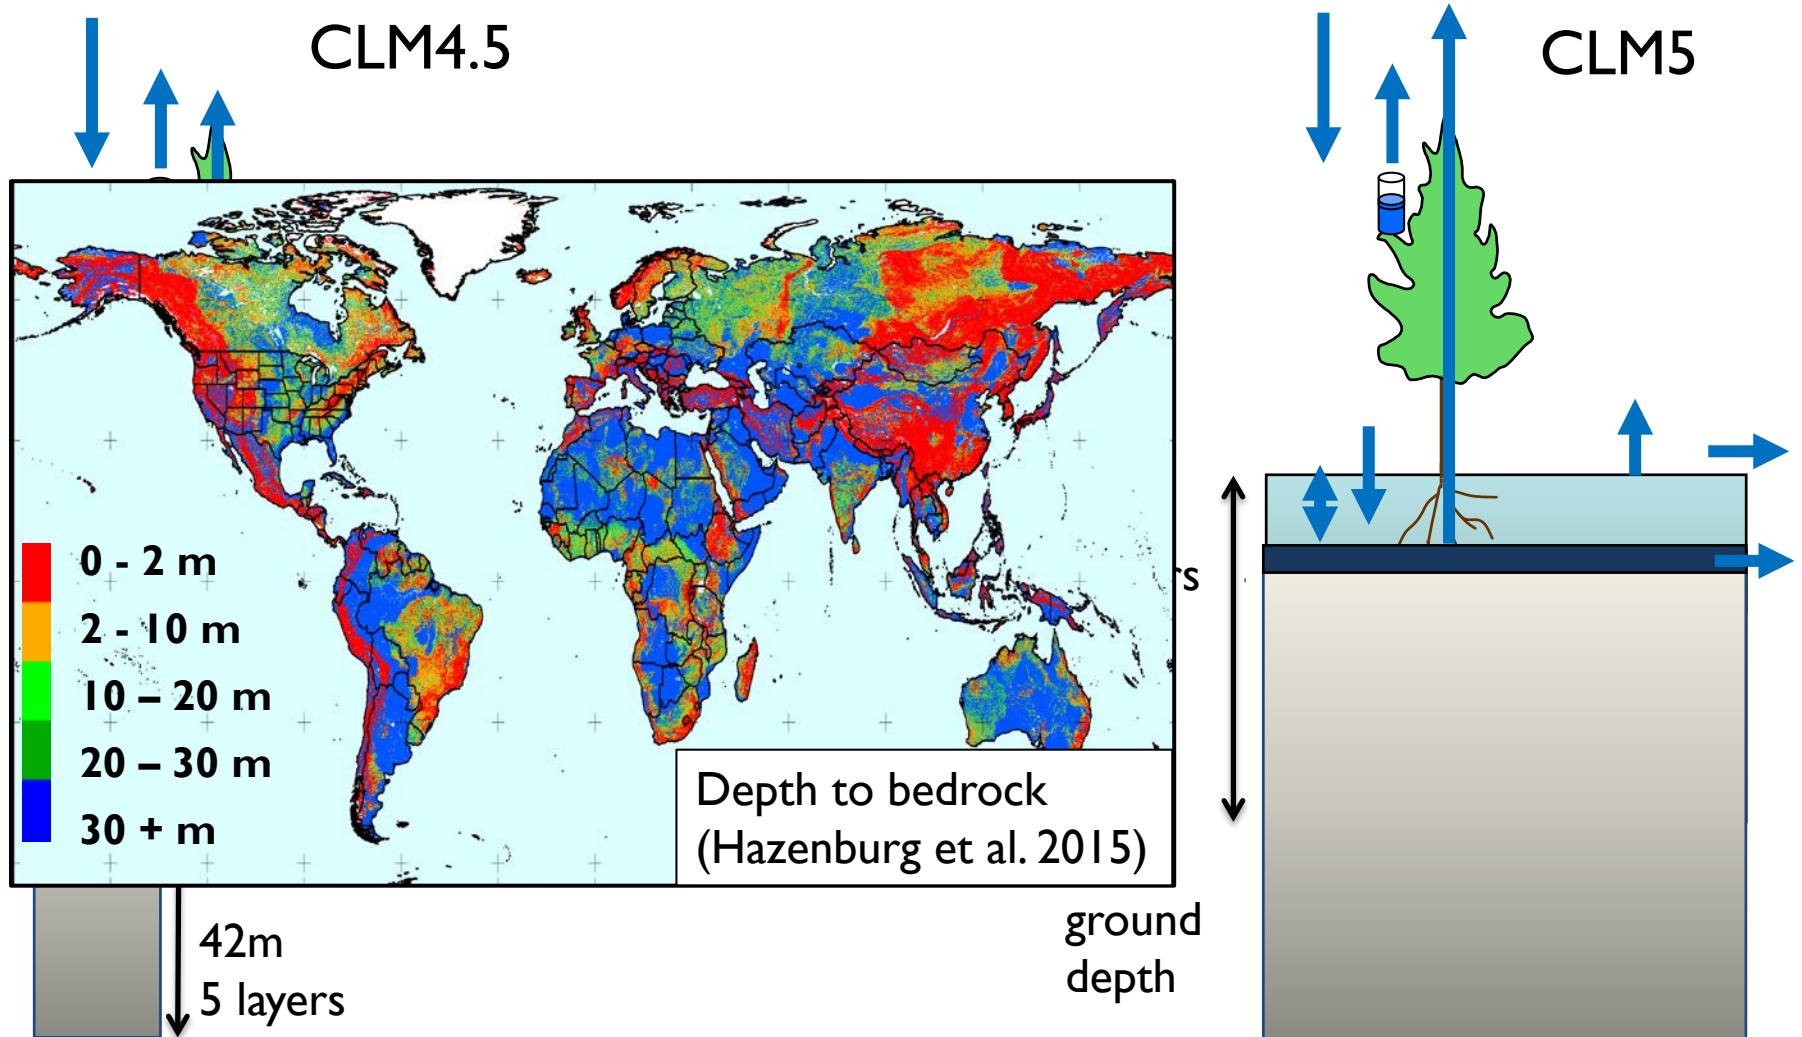 CLM4.5
CLM5
0 - 2 m
2 - 10 m
10 – 20 m
20 – 30 m
30 + m
Depth to bedrock
(Hazenburg et al. 2015)
rs
42m
5 layers
ground
depth